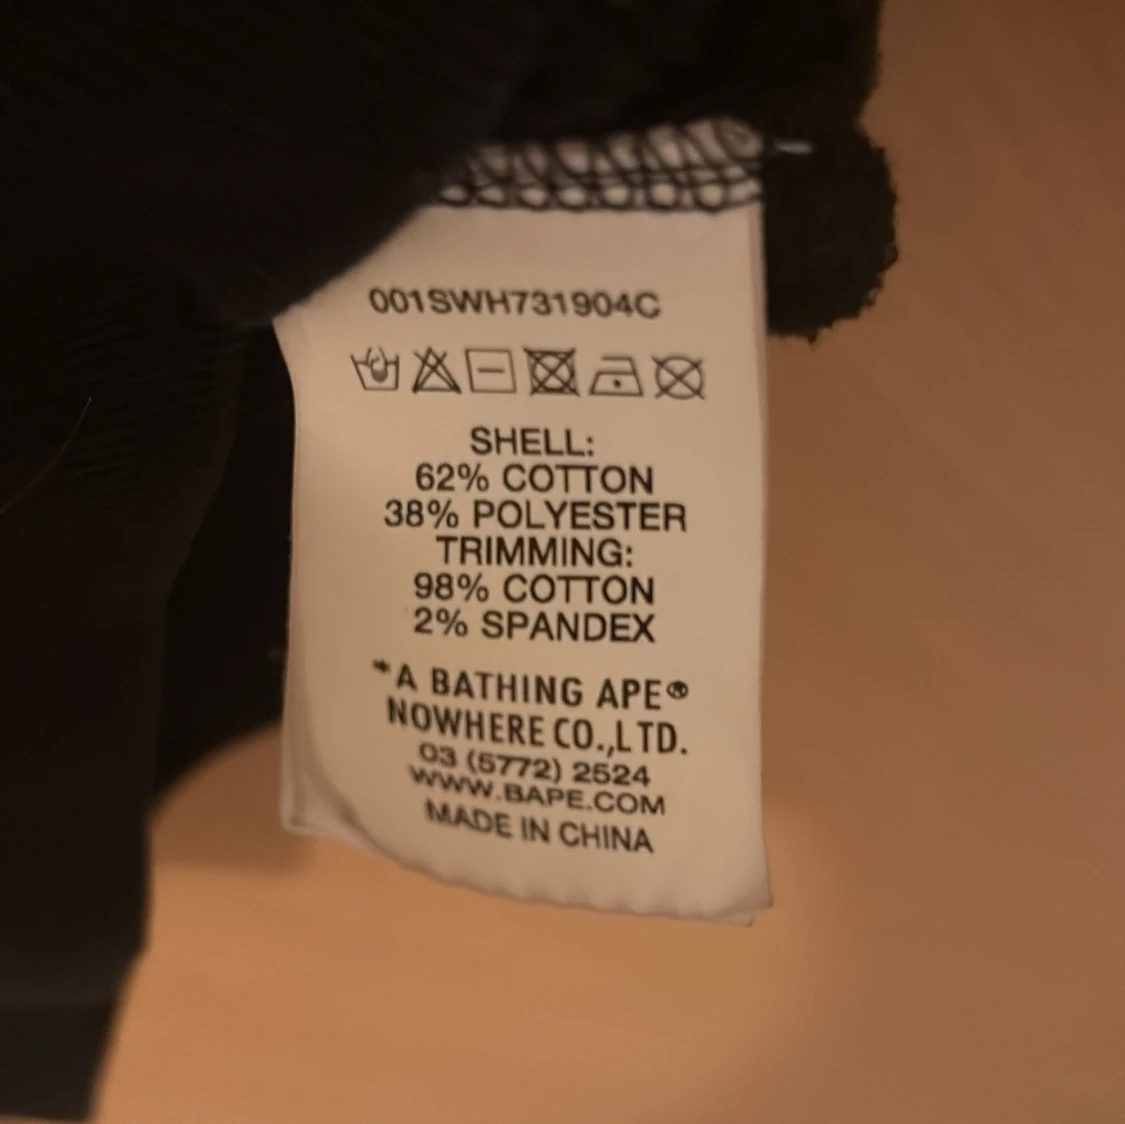 001SWH731904C
SHELL:
62% COTTON
38% POLYESTER
TRIMMING:
98% COTTON
2% SPANDEX
"A BATHING APE®
NOWHERE CO.,LTD.
03 (5772) 2524
WWW.BAPE.COM
MADE IN CHINA